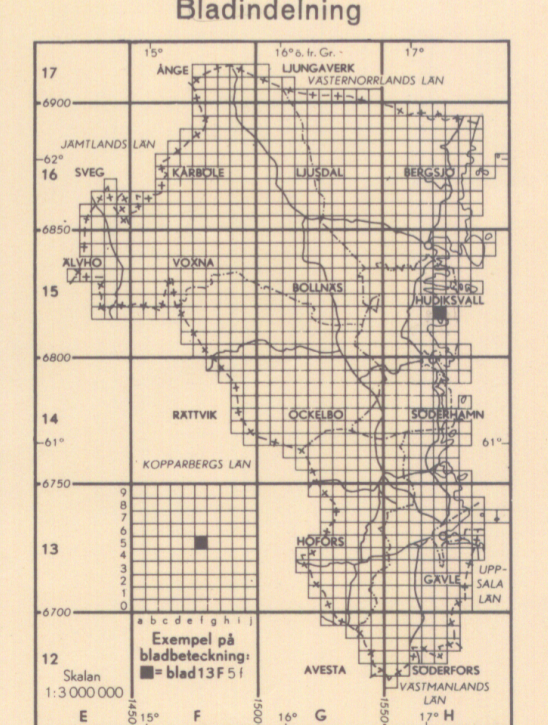 Bladindelning
15° 16° ö. fr. Gr. 17°
17 ÅNGE LJUNGAVERK
VÄSTERNORRLANDS LÄN
6900
JÄMTLANDS LÄN
62°
16 SVEG KÅRBÖLE LJUSDAL BERGSJÖ
6850
ÄLVHO VOXNA
15 BOLLNÄS
HUDIKSVALL
6800
14 RÄTTVIK OCKELBO SÖDERHAMN
61° 61°
KOPPARBERGS LÄN
6750
9
8
7
6
5
4
3
2
1
0
13 HOFORS
GÄVLE
UPP-
SALA
LÄN
6700
a b c d e f g h i j
Exempel på
bladbeteckning:
= blad 13 F 5 f
12 AVESTA SÖDERFORS
Skalan
1:3 000 000
VÄSTMANLANDS
LÄN
1450 1500 1550
15° 16° 17°
E F G H